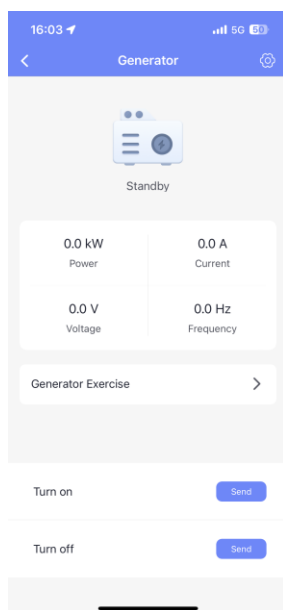 16:03 5G 50
Generator
Standby
0.0 kW 0.0 A
Power Current
0.0 V 0.0 Hz
Voltage Frequency
Generator Exercise
Turn on Send
Turn off Send